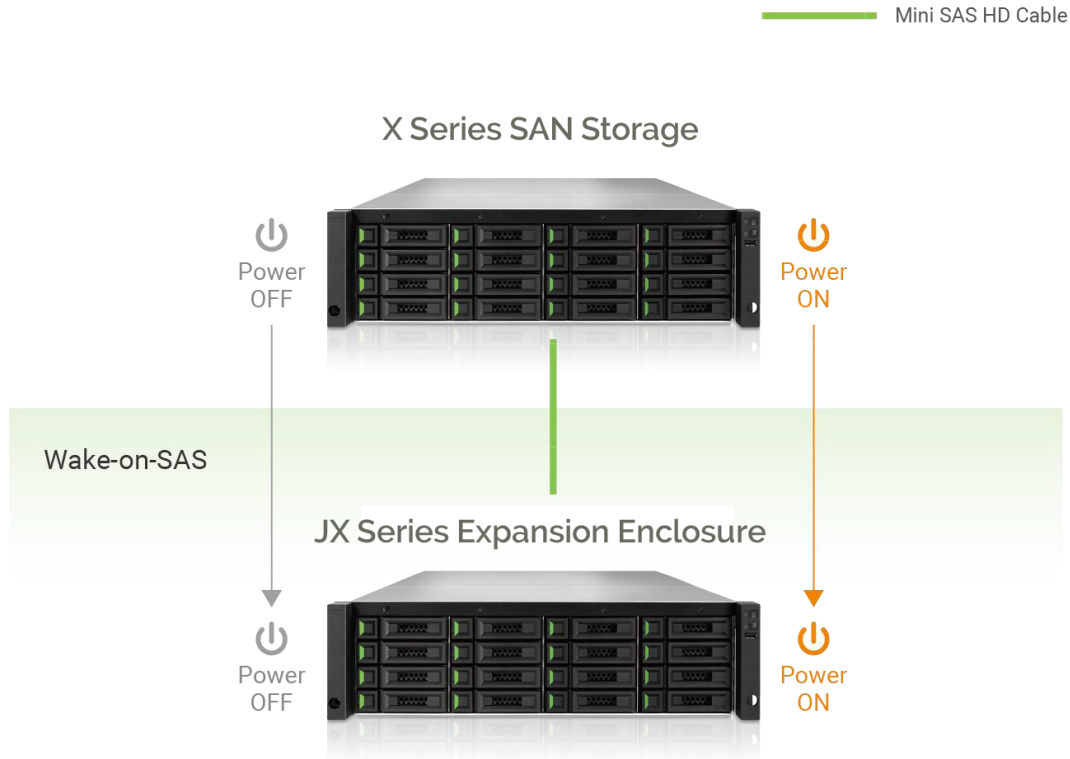 Mini SAS HD Cable
X Series SAN Storage
Power
OFF
Power
ON
Wake-on-SAS
JX Series Expansion Enclosure
Power
OFF
Power
ON